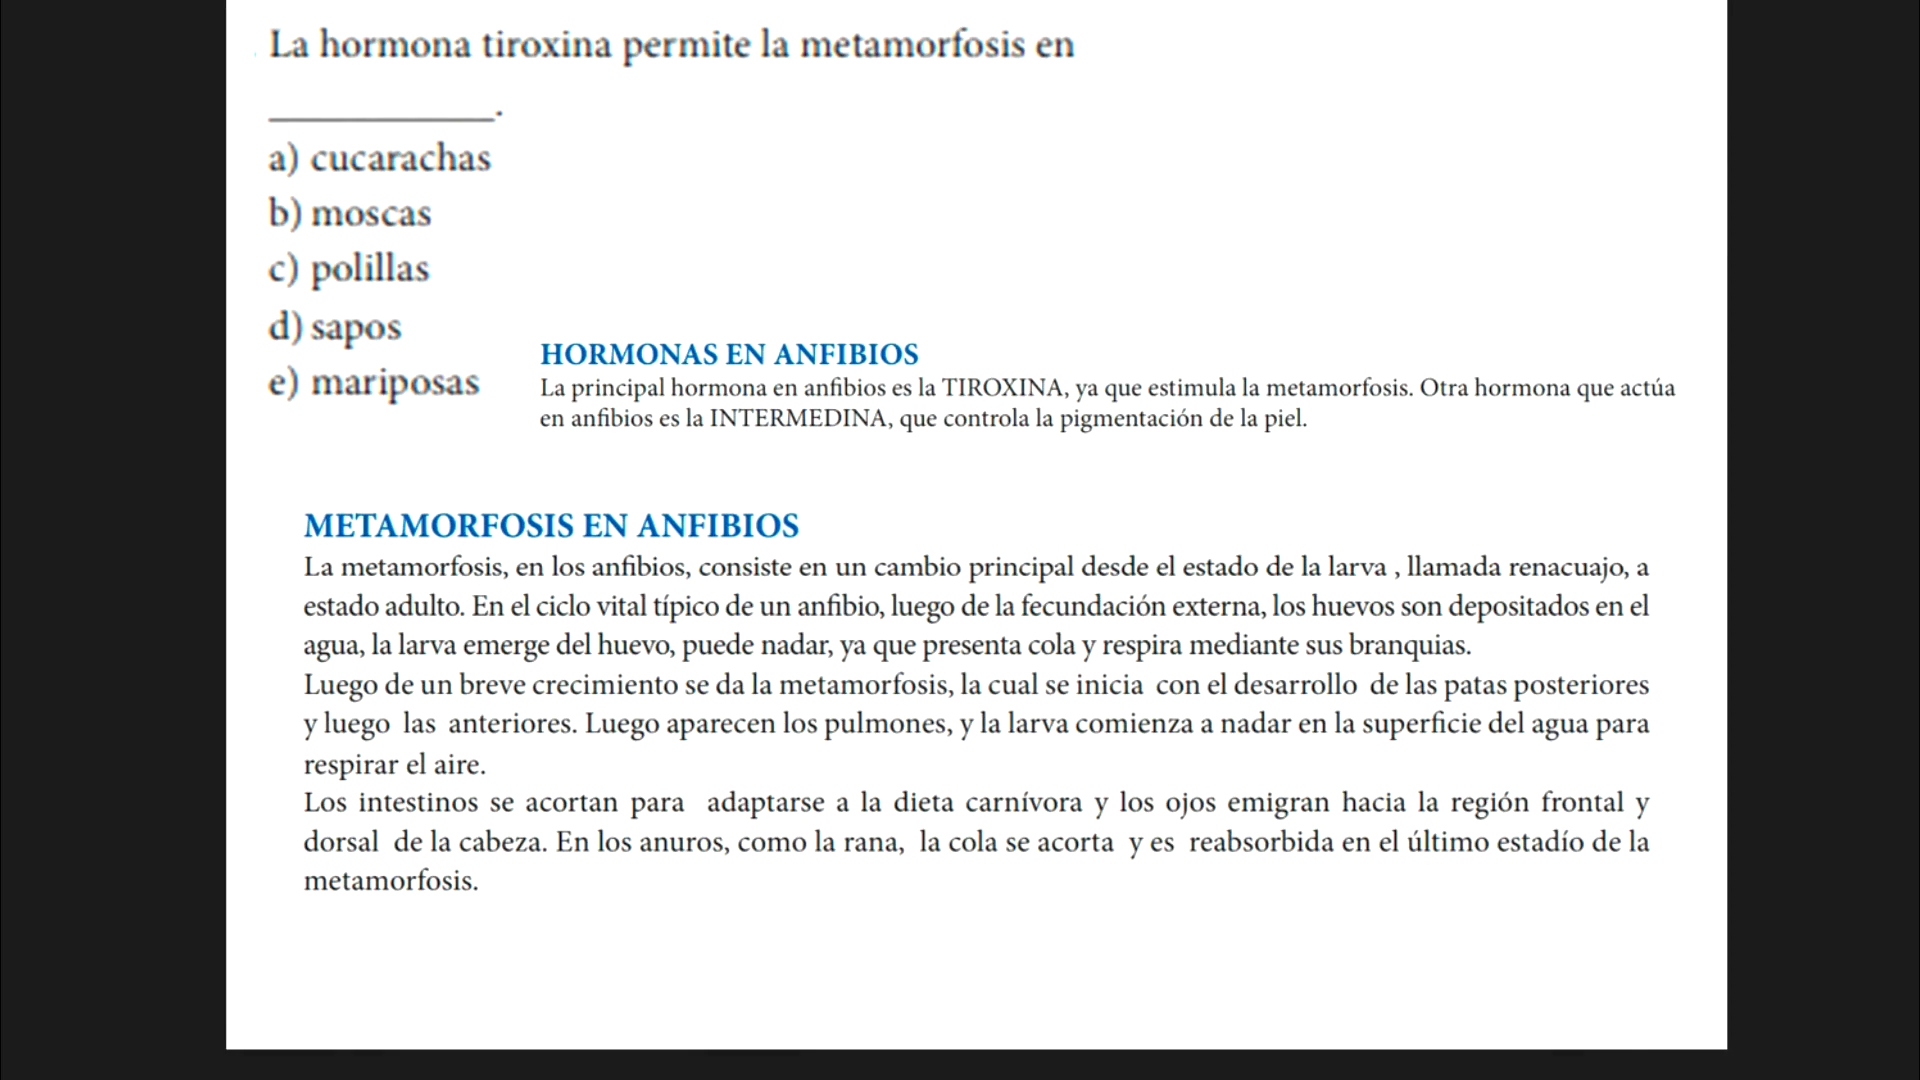 La hormona tiroxina permite la metamorfosis en
____________.
a) cucarachas
b) moscas
c) polillas
d) sapos
e) mariposas
HORMONAS EN ANFIBIOS
La principal hormona en anfibios es la TIROXINA, ya que estimula la metamorfosis. Otra hormona que actúa
en anfibios es la INTERMEDINA, que controla la pigmentación de la piel.
METAMORFOSIS EN ANFIBIOS
La metamorfosis, en los anfibios, consiste en un cambio principal desde el estado de la larva , llamada renacuajo, a
estado adulto. En el ciclo vital típico de un anfibio, luego de la fecundación externa, los huevos son depositados en el
agua, la larva emerge del huevo, puede nadar, ya que presenta cola y respira mediante sus branquias.
Luego de un breve crecimiento se da la metamorfosis, la cual se inicia con el desarrollo de las patas posteriores
y luego las anteriores. Luego aparecen los pulmones, y la larva comienza a nadar en la superficie del agua para
respirar el aire.
Los intestinos se acortan para adaptarse a la dieta carnívora y los ojos emigran hacia la región frontal y
dorsal de la cabeza. En los anuros, como la rana, la cola se acorta y es reabsorbida en el último estadío de la
metamorfosis.